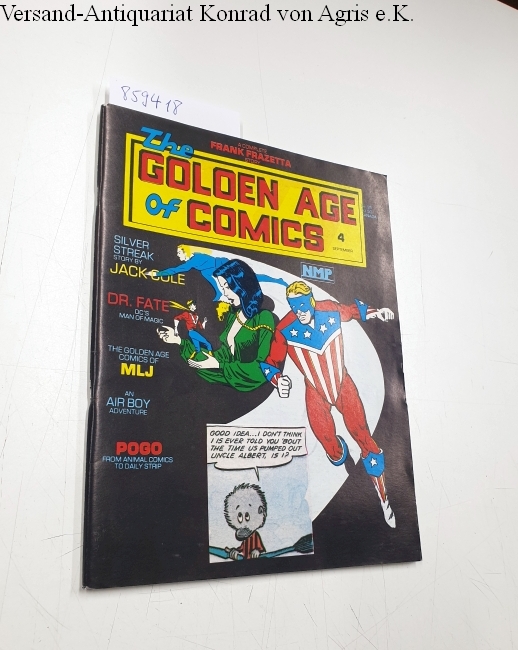 Versand-Antiquariat Konrad von Agris e.K.
859418
A COMPLETE
FRANK FRAZETTA
STORY
The
GOLDEN AGE
of COMICS
4
SEPTEMBER
NMP
SILVER
STREAK
STORY BY
JACK COLE
DR. FATE
DC'S
MAN OF MAGIC
THE GOLDEN AGE
COMICS OF
MLJ
AN
AIR BOY
ADVENTURE
POGO
FROM ANIMAL COMICS
TO DAILY STRIP
GOOD IDEA... I DON'T THINK
I IS EVER TOLD YOU 'BOUT
THE TIME US PUMPED OUT
UNCLE ALBERT, IS I?